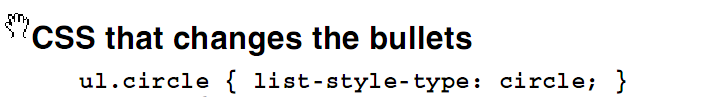 CSS that changes the bullets
ul.circle { list-style-type: circle; }